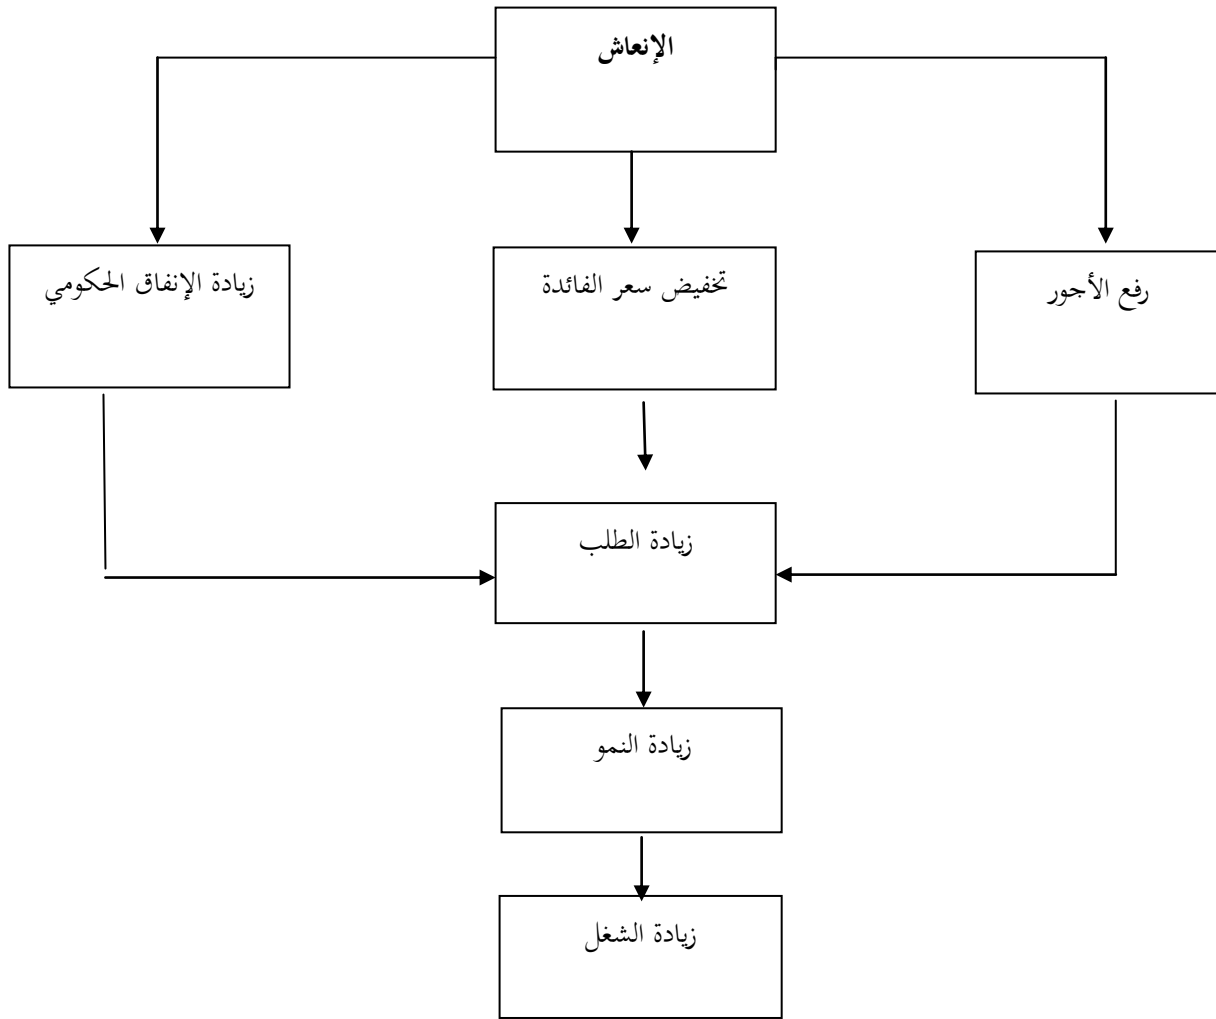 الإنعاش
رفع الأجور
تخفيض سعر الفائدة
زيادة الإنفاق الحكومي
زيادة الطلب
زيادة النمو
زيادة الشغل